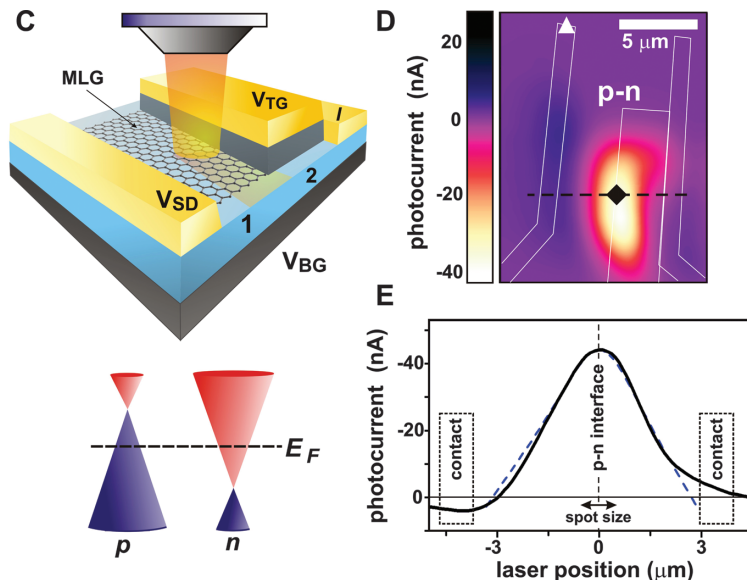 C
MLG
V_TG
I
V_SD
1
2
V_BG
E_F
p
n
D
photocurrent (nA)
20
0
-20
-40
5 μm
p-n
E
photocurrent (nA)
-40
-20
0
contact
p-n interface
contact
spot size
-3
0
3
laser position (μm)